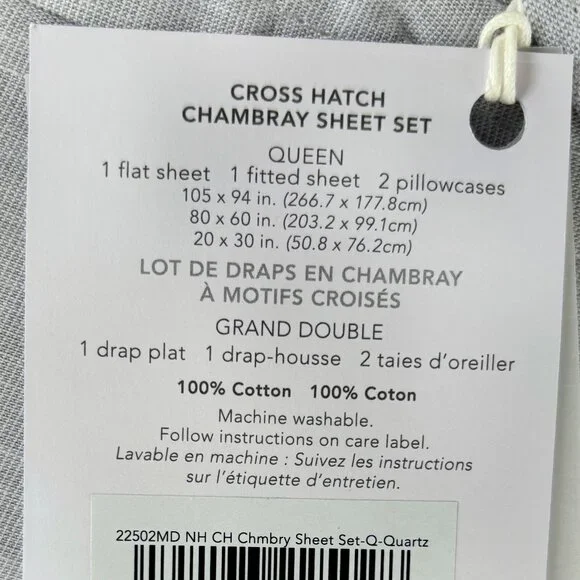 CROSS HATCH
CHAMBRAY SHEET SET
QUEEN
1 flat sheet 1 fitted sheet 2 pillowcases
105 x 94 in. (266.7 x 177.8cm)
80 x 60 in. (203.2 x 99.1cm)
20 x 30 in. (50.8 x 76.2cm)
LOT DE DRAPS EN CHAMBRAY
À MOTIFS CROISÉS
GRAND DOUBLE
1 drap plat 1 drap-housse 2 taies d'oreiller
100% Cotton 100% Coton
Machine washable.
Follow instructions on care label.
Lavable en machine : Suivez les instructions
sur l'étiquette d'entretien.
22502MD NH CH Chmbry Sheet Set-Q-Quartz